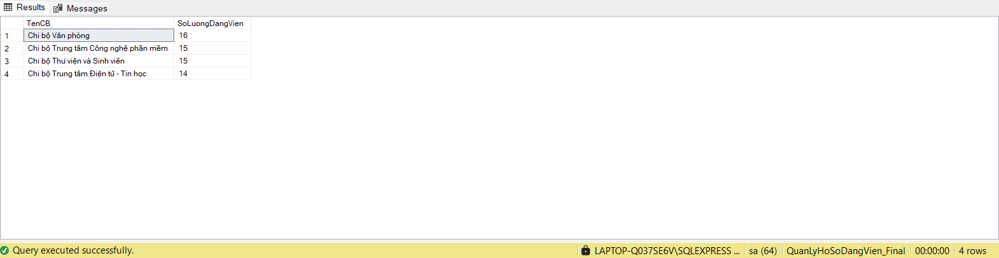 Results Messages
TenCB SoLuongDangVien
1 Chi bộ Văn phòng 16
2 Chi bộ Trung tâm Công nghệ phần mềm 15
3 Chi bộ Thư viện và Sinh viên 15
4 Chi bộ Trung tâm Điện tử - Tin học 14
Query executed successfully. LAPTOP-Q037SE6V\SQLEXPRESS ... sa (64) QuanLyHoSoDangVien_Final 00:00:00 4 rows